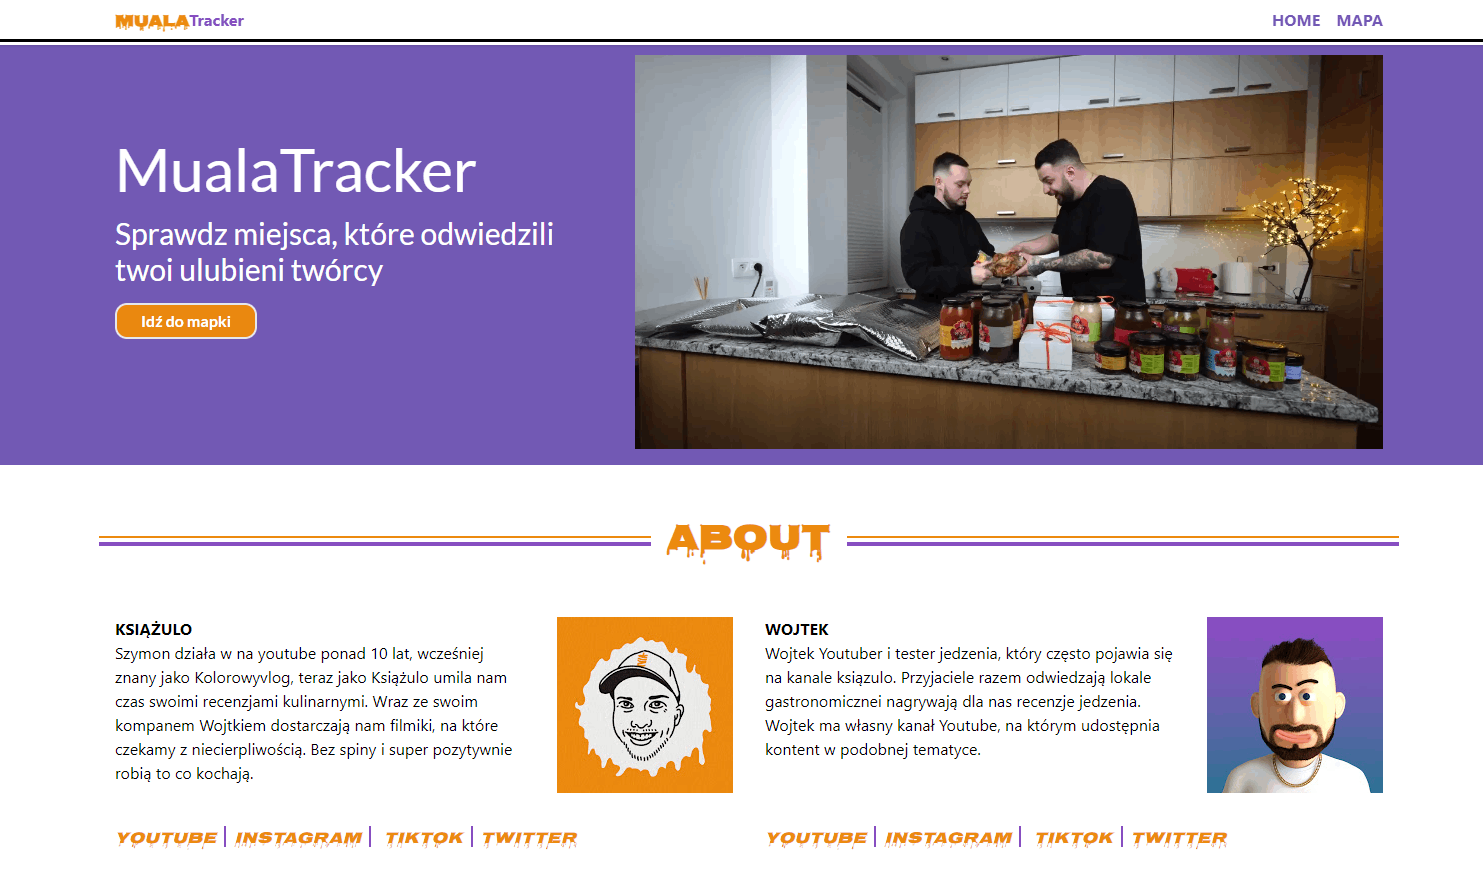 MUALATracker
HOME MAPA
MualaTracker
Sprawdz miejsca, które odwiedzili
twoi ulubieni twórcy
Idź do mapki
ABOUT
KSIĄŻULO
Szymon działa w na youtube ponad 10 lat, wcześniej
znany jako Kolorowyvlog, teraz jako Książulo umila nam
czas swoimi recenzjami kulinarnymi. Wraz ze swoim
kompanem Wojtkiem dostarczają nam filmiki, na które
czekamy z niecierpliwością. Bez spiny i super pozytywnie
robią to co kochają.
YOUTUBE INSTAGRAM TIKTOK TWITTER
WOJTEK
Wojtek Youtuber i tester jedzenia, który często pojawia się
na kanale ksiązulo. Przyjaciele razem odwiedzają lokale
gastronomicznei nagrywają dla nas recenzje jedzenia.
Wojtek ma własny kanał Youtube, na którym udostępnia
kontent w podobnej tematyce.
YOUTUBE INSTAGRAM TIKTOK TWITTER